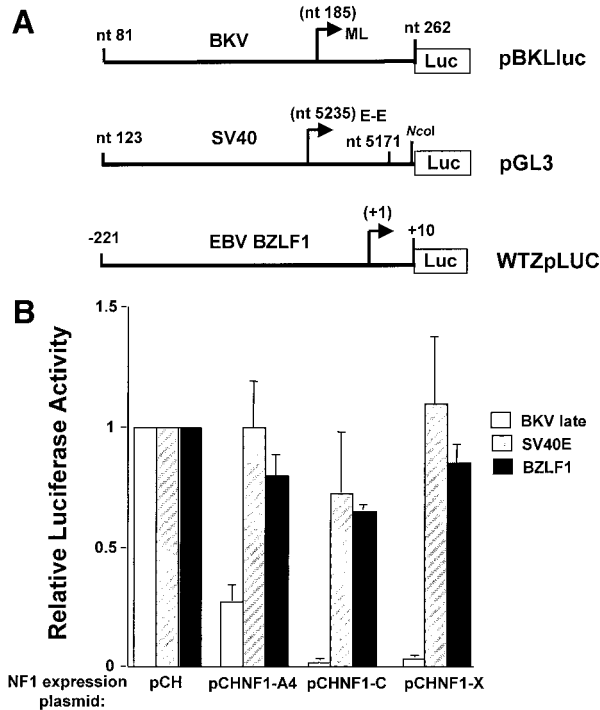 A
nt 81
BKV
(nt 185)
ML
nt 262
Luc
pBKLluc
nt 123
SV40
(nt 5235)
E-E
nt 5171
NcoI
Luc
pGL3
-221
EBV BZLF1
(+1)
+10
Luc
WTZpLUC
B
Relative Luciferase Activity
1.5
1
0.5
0
BKV late
SV40E
BZLF1
NF1 expression
plasmid:
pCH
pCHNF1-A4
pCHNF1-C
pCHNF1-X